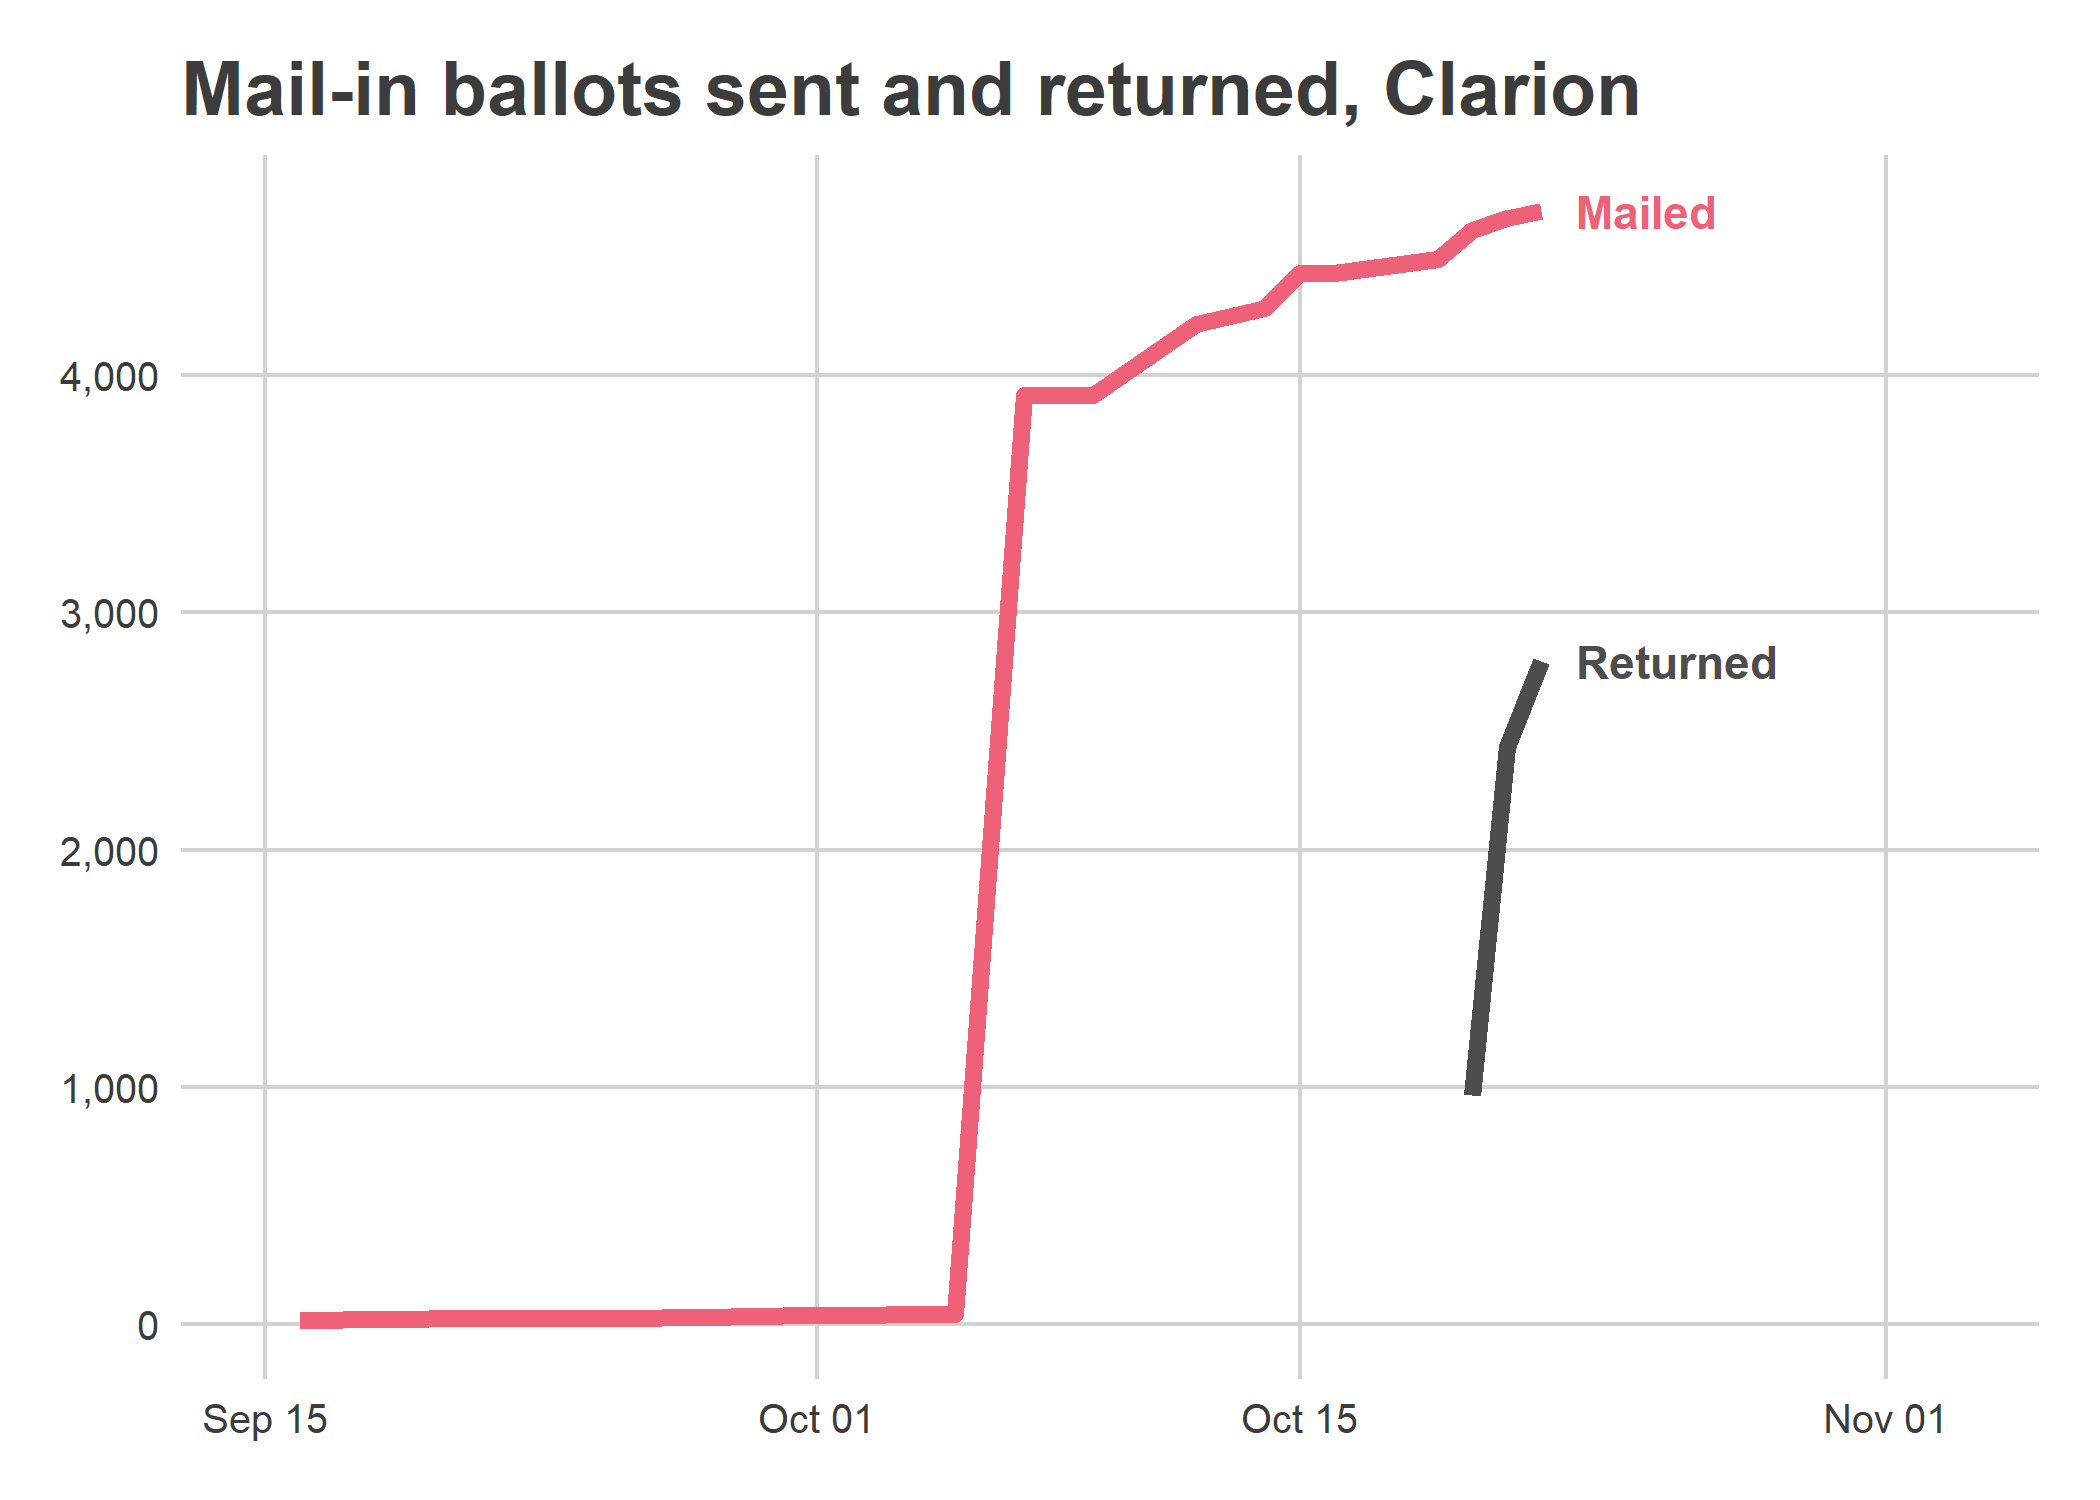 Mail-in ballots sent and returned, Clarion
Mailed
4,000
3,000
Returned
2,000
1,000
0
Sep 15
Oct 01
Oct 15
Nov 01